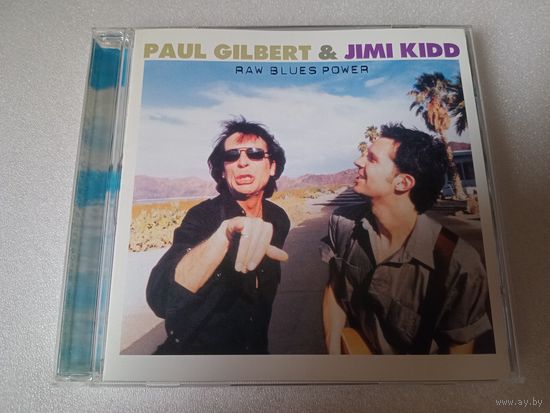 PAUL GILBERT & JIMI KIDD
RAW BLUES POWER
www.ay.by